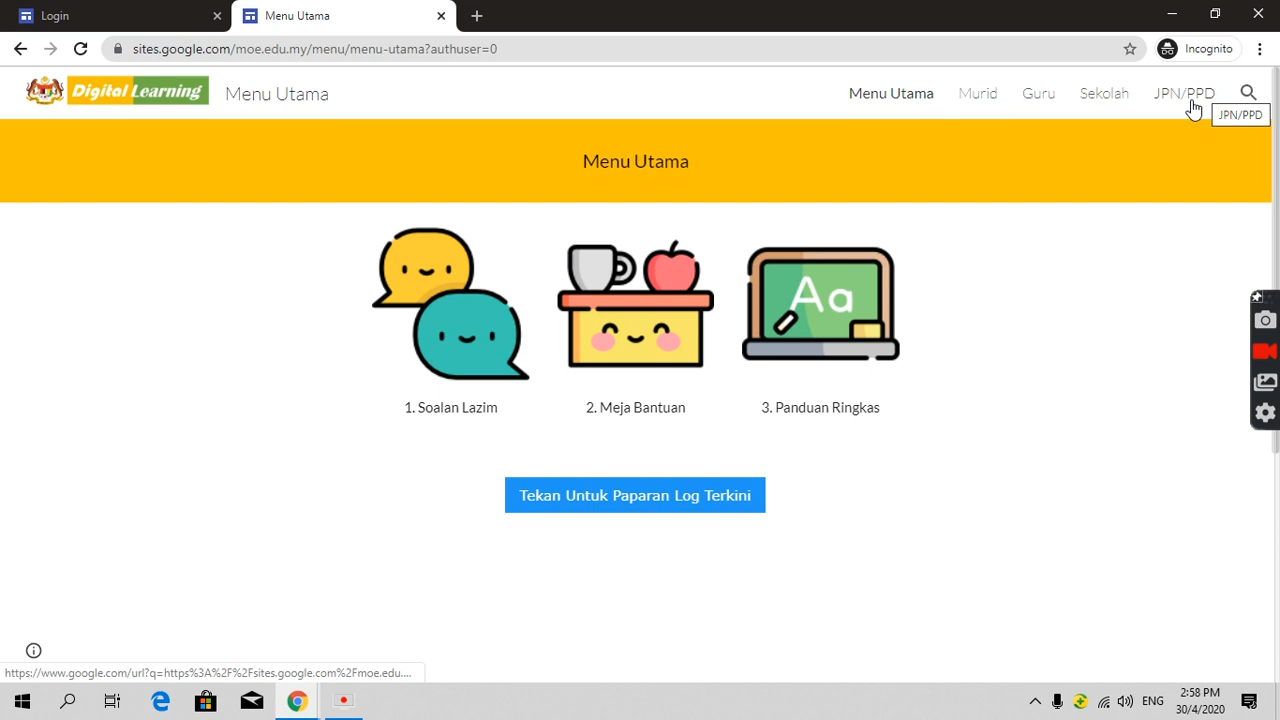 Login
Menu Utama
sites.google.com/moe.edu.my/menu/menu-utama?authuser=0
Incognito
Digital Learning
Menu Utama
Menu Utama
Murid
Guru
Sekolah
JPN/PPD
JPN/PPD
Menu Utama
Aa
1. Soalan Lazim
2. Meja Bantuan
3. Panduan Ringkas
Tekan Untuk Paparan Log Terkini
https://www.google.com/url?q=https%3A%2F%2Fsites.google.com%2Fmoe.edu....
ENG
2:58 PM
30/4/2020